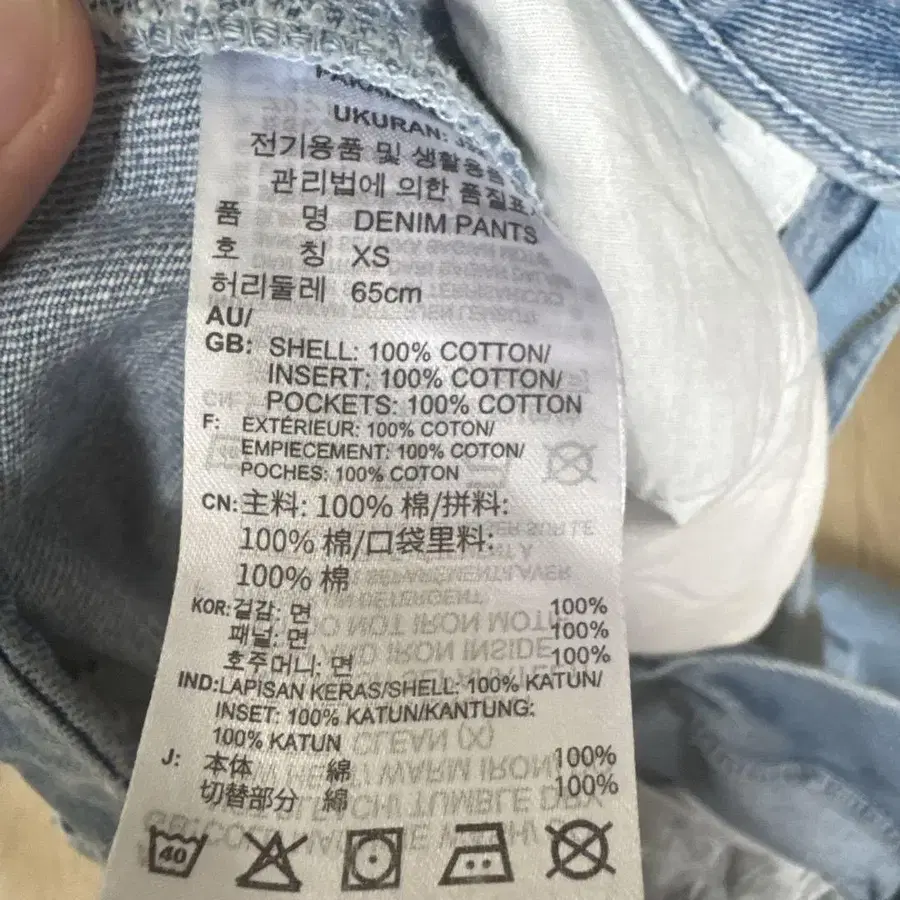 UKURAN:
전기용품 및 생활용품
관리법에 의한 품질표
품 명 DENIM PANTS
호 칭 XS
허리둘레 65cm
AU/
GB: SHELL: 100% COTTON/
INSERT: 100% COTTON/
POCKETS: 100% COTTON
F: EXTÉRIEUR: 100% COTON/
EMPIECEMENT: 100% COTON/
POCHES: 100% COTON
CN:主料: 100% 棉/拼料:
100% 棉/口袋里料:
100% 棉
KOR:겉감: 면 100%
패널: 면 100%
호주머니: 면 100%
IND:LAPISAN KERAS/SHELL: 100% KATUN/
INSET: 100% KATUN/KANTUNG:
100% KATUN
J: 本体 綿 100%
切替部分 綿 100%
40